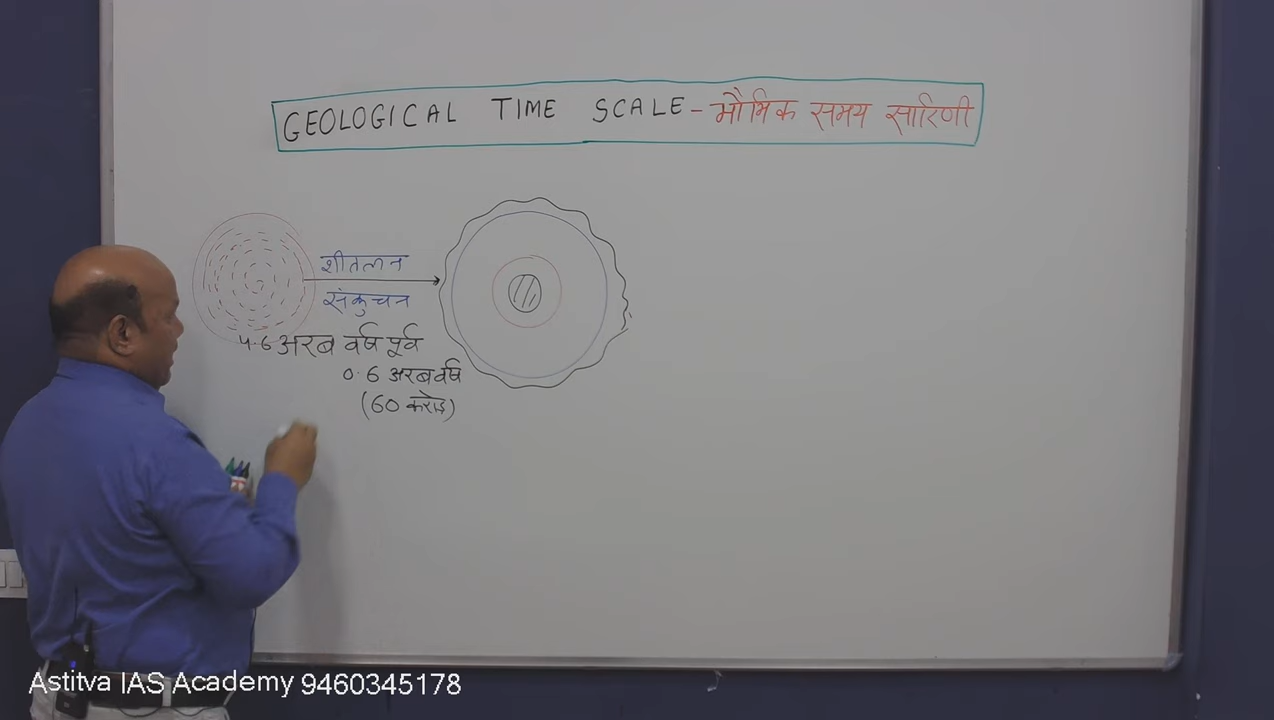 GEOLOGICAL TIME SCALE - भौमिक समय सारिणी
शीतलन
संकुचन
4.6 अरब वर्ष पूर्व
0.6 अरब वर्ष
(60 करोड़)
Astitva IAS Academy 9460345178